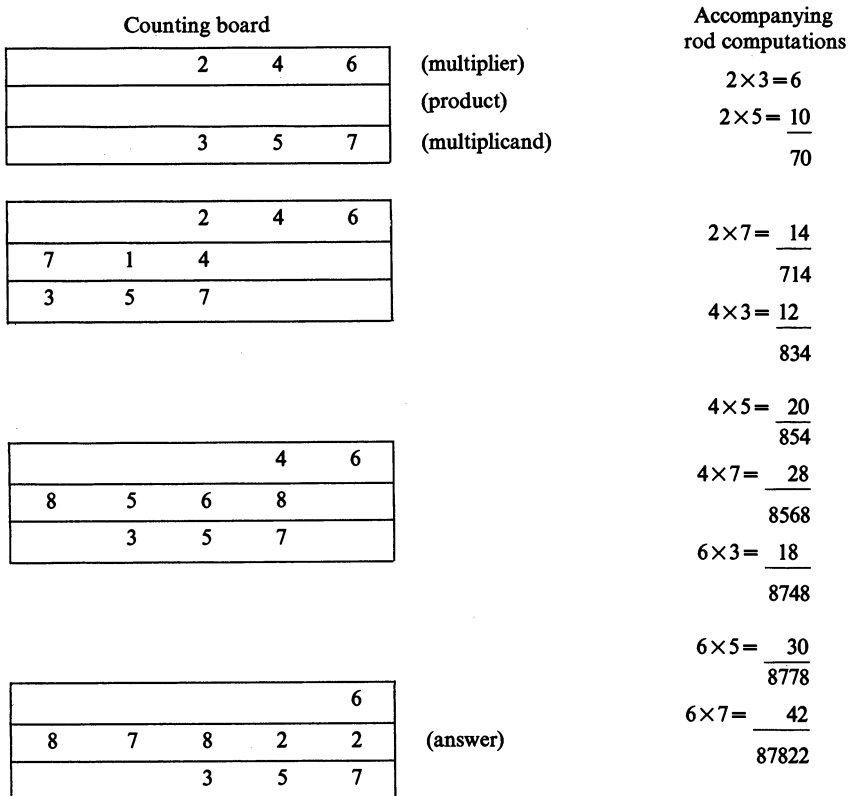 Counting board
2 4 6 (multiplier)
(product)
3 5 7 (multiplicand)
2 4 6
7 1 4
3 5 7
4 6
8 5 6 8
3 5 7
6
8 7 8 2 2 (answer)
3 5 7
Accompanying
rod computations
2×3=6
2×5= 10
70
2×7= 14
714
4×3= 12
834
4×5= 20
854
4×7= 28
8568
6×3= 18
8748
6×5= 30
8778
6×7= 42
87822